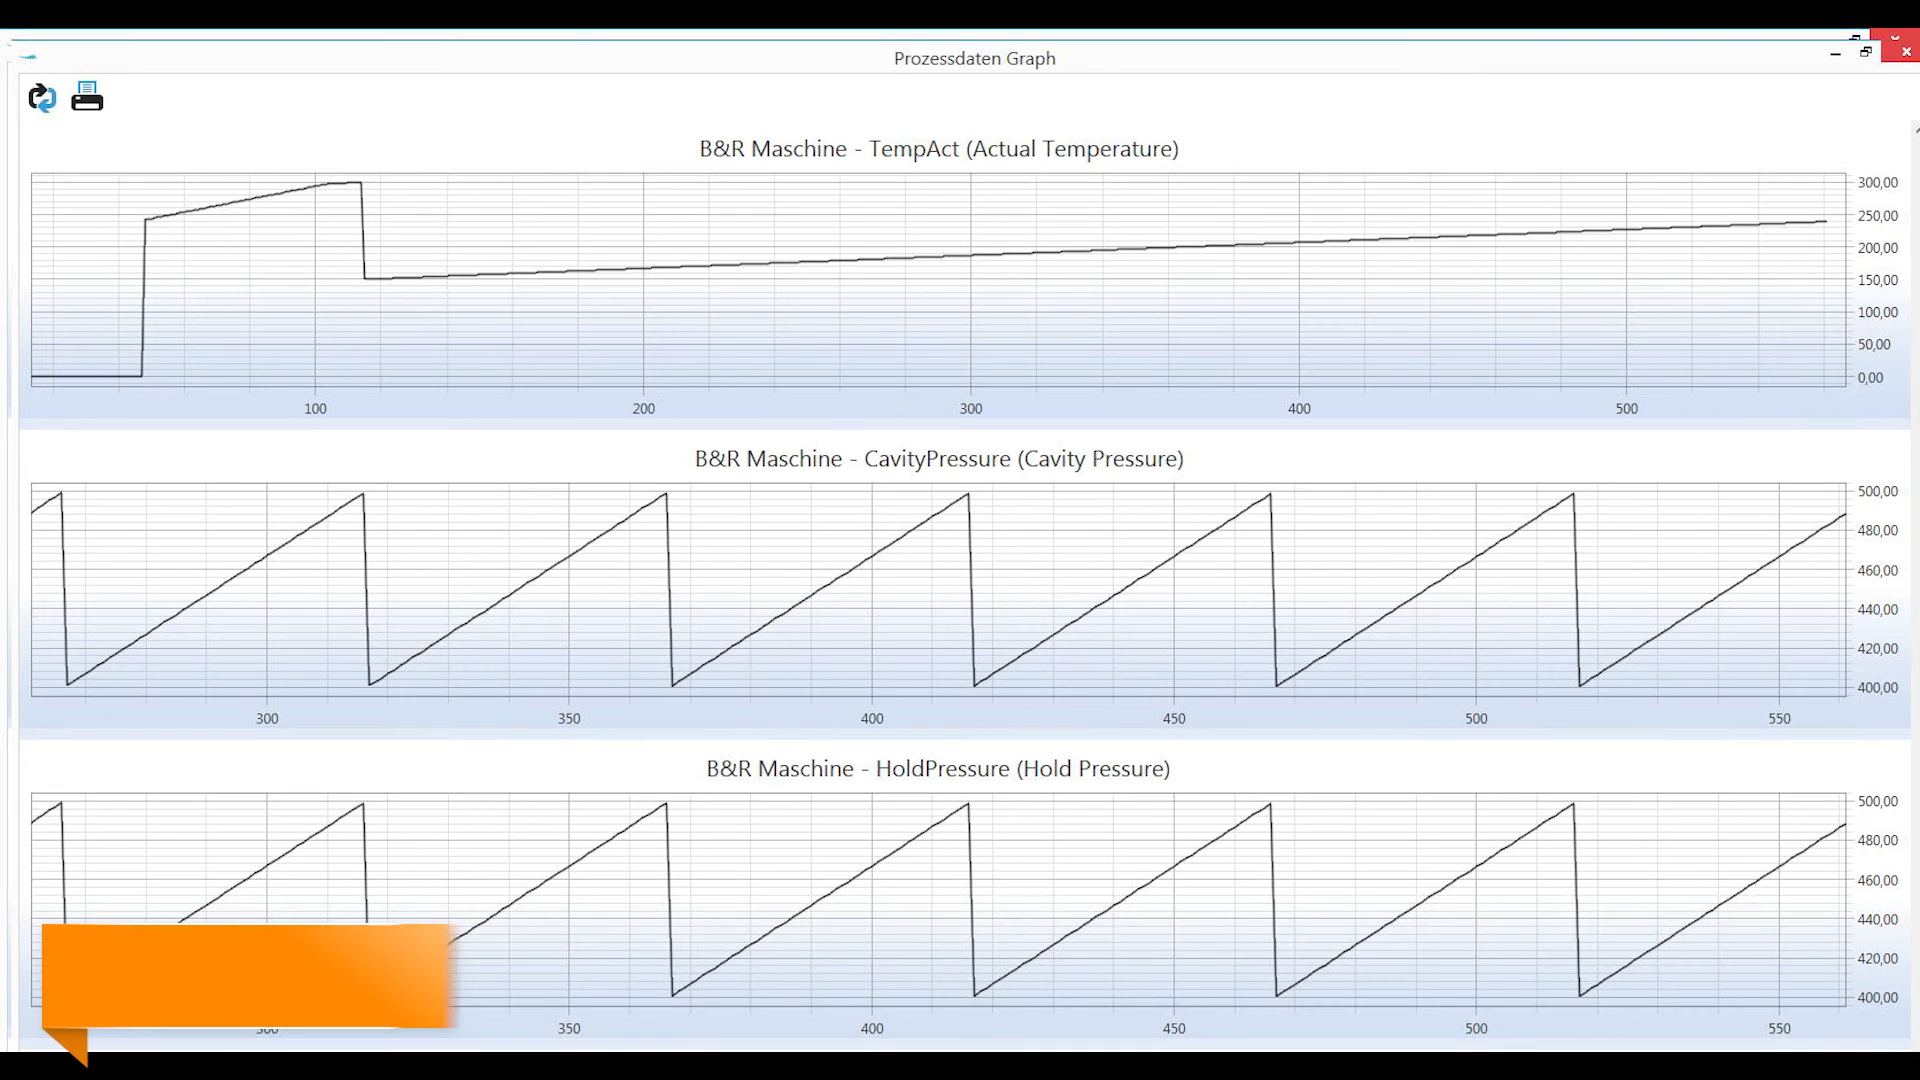 Prozessdaten Graph
B&R Maschine - TempAct (Actual Temperature)
300,00
250,00
200,00
150,00
100,00
50,00
0,00
100 200 300 400 500
B&R Maschine - CavityPressure (Cavity Pressure)
500,00
480,00
460,00
440,00
420,00
400,00
300 350 400 450 500 550
B&R Maschine - HoldPressure (Hold Pressure)
500,00
480,00
460,00
440,00
420,00
400,00
350 400 450 500 550